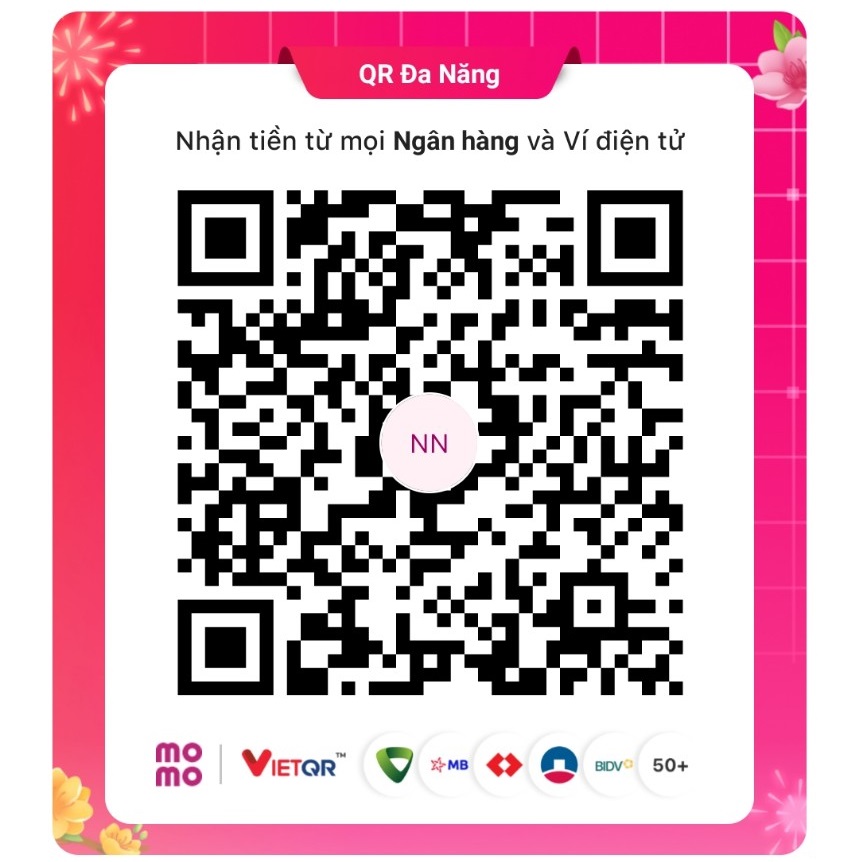 QR Đa Năng
Nhận tiền từ mọi Ngân hàng và Ví điện tử
NN
mo
mo
VIETQR™
MB
BIDV
50+